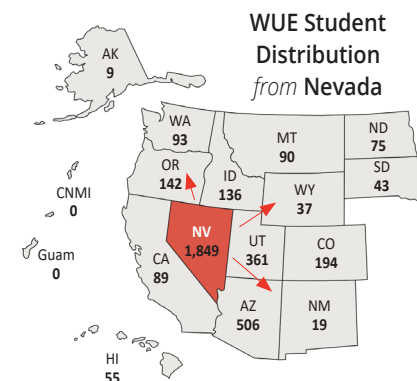 WUE Student
Distribution
from Nevada
AK
9
WA
93
MT
90
ND
75
OR
142
ID
136
SD
43
WY
37
CNMI
0
NV
1,849
UT
361
CO
194
Guam
0
CA
89
AZ
506
NM
19
HI
55